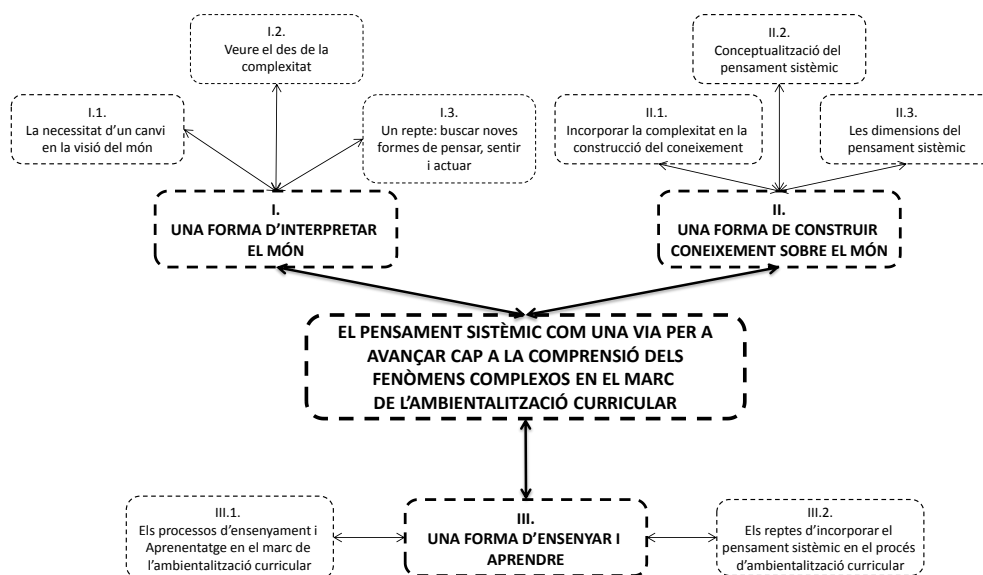 I.2.
Veure el des de la
complexitat
I.1.
La necessitat d'un canvi
en la visió del món
I.3.
Un repte: buscar noves
formes de pensar, sentir
i actuar
I.
UNA FORMA D'INTERPRETAR
EL MÓN
II.2.
Conceptualització del
pensament sistèmic
II.1.
Incorporar la complexitat en la
construcció del coneixement
II.3.
Les dimensions del
pensament sistèmic
II.
UNA FORMA DE CONSTRUIR
CONEIXEMENT SOBRE EL MÓN
EL PENSAMENT SISTÈMIC COM UNA VIA PER A
AVANÇAR CAP A LA COMPRENSIÓ DELS
FENÒMENS COMPLEXOS EN EL MARC
DE L'AMBIENTALITZACIÓ CURRICULAR
III.1.
Els processos d'ensenyament i
Aprenentatge en el marc de
l'ambientalització curricular
III.
UNA FORMA D'ENSENYAR I
APRENDRE
III.2.
Els reptes d'incorporar el
pensament sistèmic en el procés
d'ambientalització curricular